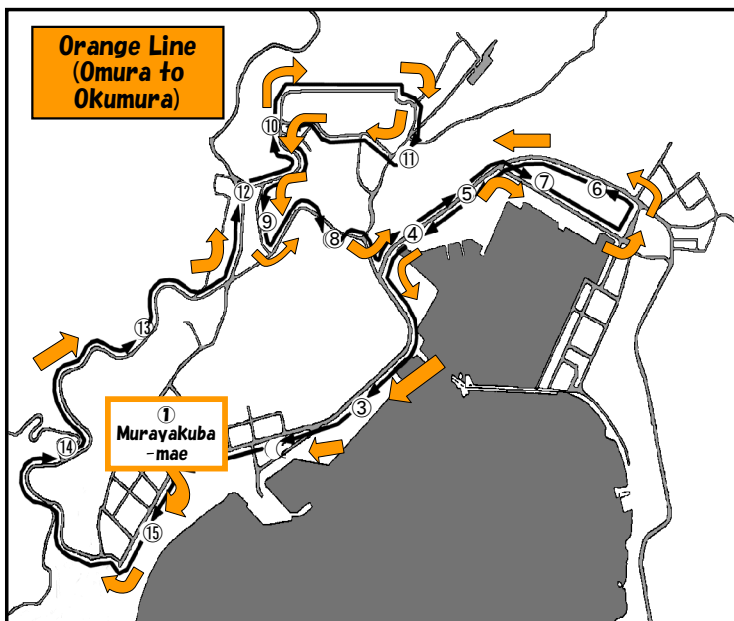 Orange Line
(Omura to
Okumura)
⑩
⑪
⑫
⑨
⑧
④
⑤
⑦
⑥
⑬
③
①
Murayakuba
-mae
⑭
⑮